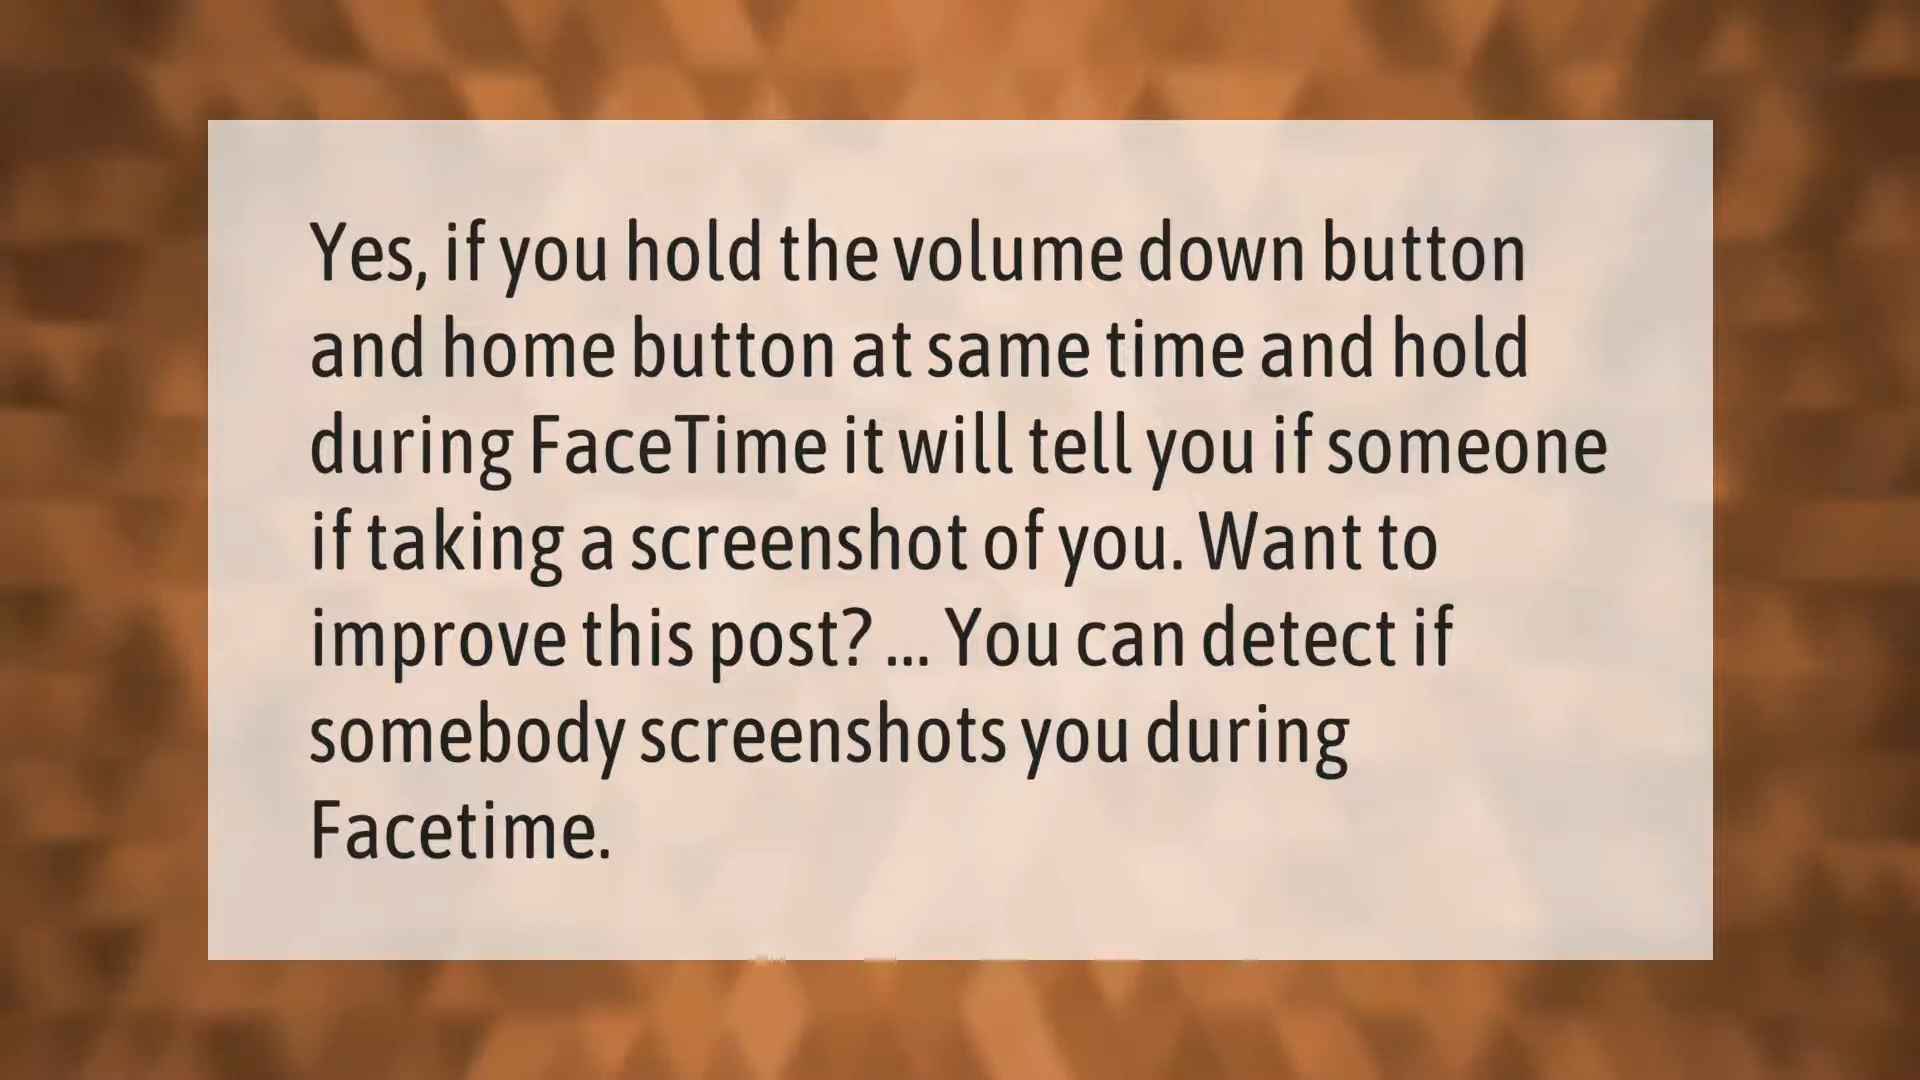 Yes, if you hold the volume down button
and home button at same time and hold
during FaceTime it will tell you if someone
if taking a screenshot of you. Want to
improve this post? ... You can detect if
somebody screenshots you during
Facetime.